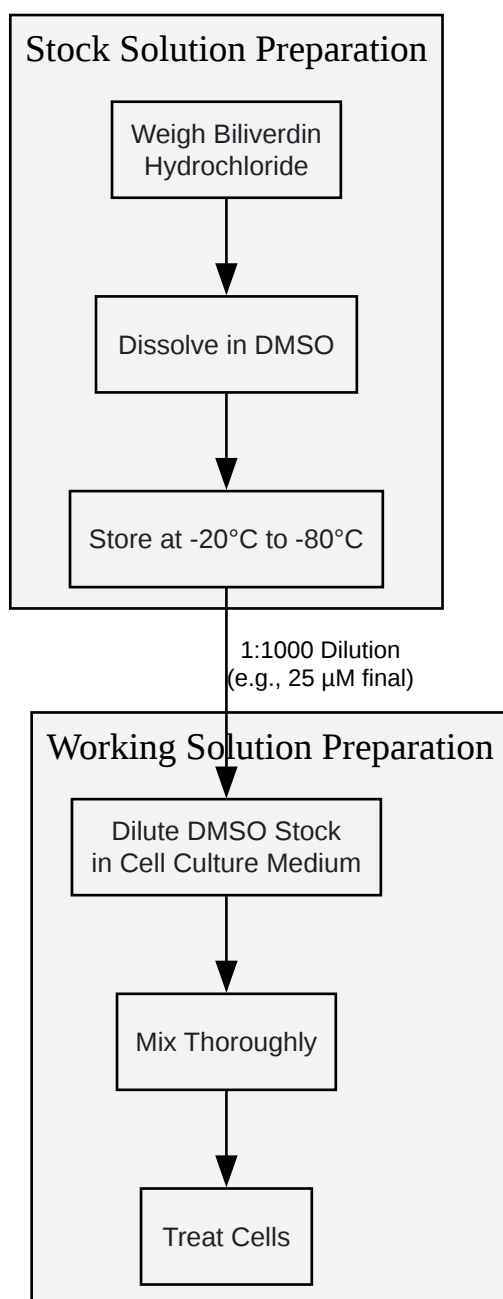 Stock Solution Preparation
Weigh Biliverdin
Hydrochloride
Dissolve in DMSO
Store at -20°C to -80°C
1:1000 Dilution
(e.g., 25 µM final)
Working Solution Preparation
Dilute DMSO Stock
in Cell Culture Medium
Mix Thoroughly
Treat Cells